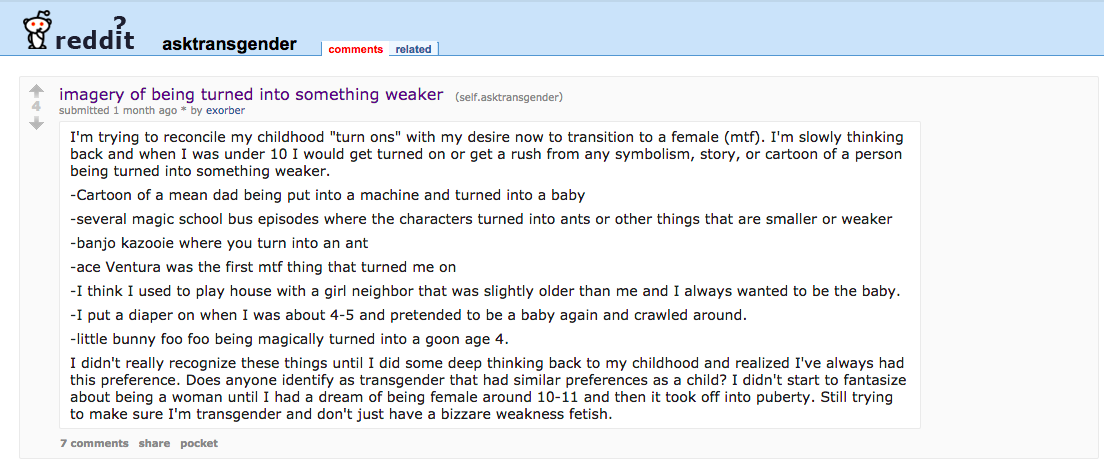 ?
reddit
asktransgender
comments
related
imagery of being turned into something weaker (self.asktransgender)
submitted 1 month ago * by exorber
4
I'm trying to reconcile my childhood "turn ons" with my desire now to transition to a female (mtf). I'm slowly thinking
back and when I was under 10 I would get turned on or get a rush from any symbolism, story, or cartoon of a person
being turned into something weaker.
-Cartoon of a mean dad being put into a machine and turned into a baby
-several magic school bus episodes where the characters turned into ants or other things that are smaller or weaker
-banjo kazooie where you turn into an ant
-ace Ventura was the first mtf thing that turned me on
-I think I used to play house with a girl neighbor that was slightly older than me and I always wanted to be the baby.
-I put a diaper on when I was about 4-5 and pretended to be a baby again and crawled around.
-little bunny foo foo being magically turned into a goon age 4.
I didn't really recognize these things until I did some deep thinking back to my childhood and realized I've always had
this preference. Does anyone identify as transgender that had similar preferences as a child? I didn't start to fantasize
about being a woman until I had a dream of being female around 10-11 and then it took off into puberty. Still trying
to make sure I'm transgender and don't just have a bizzare weakness fetish.
7 comments share pocket